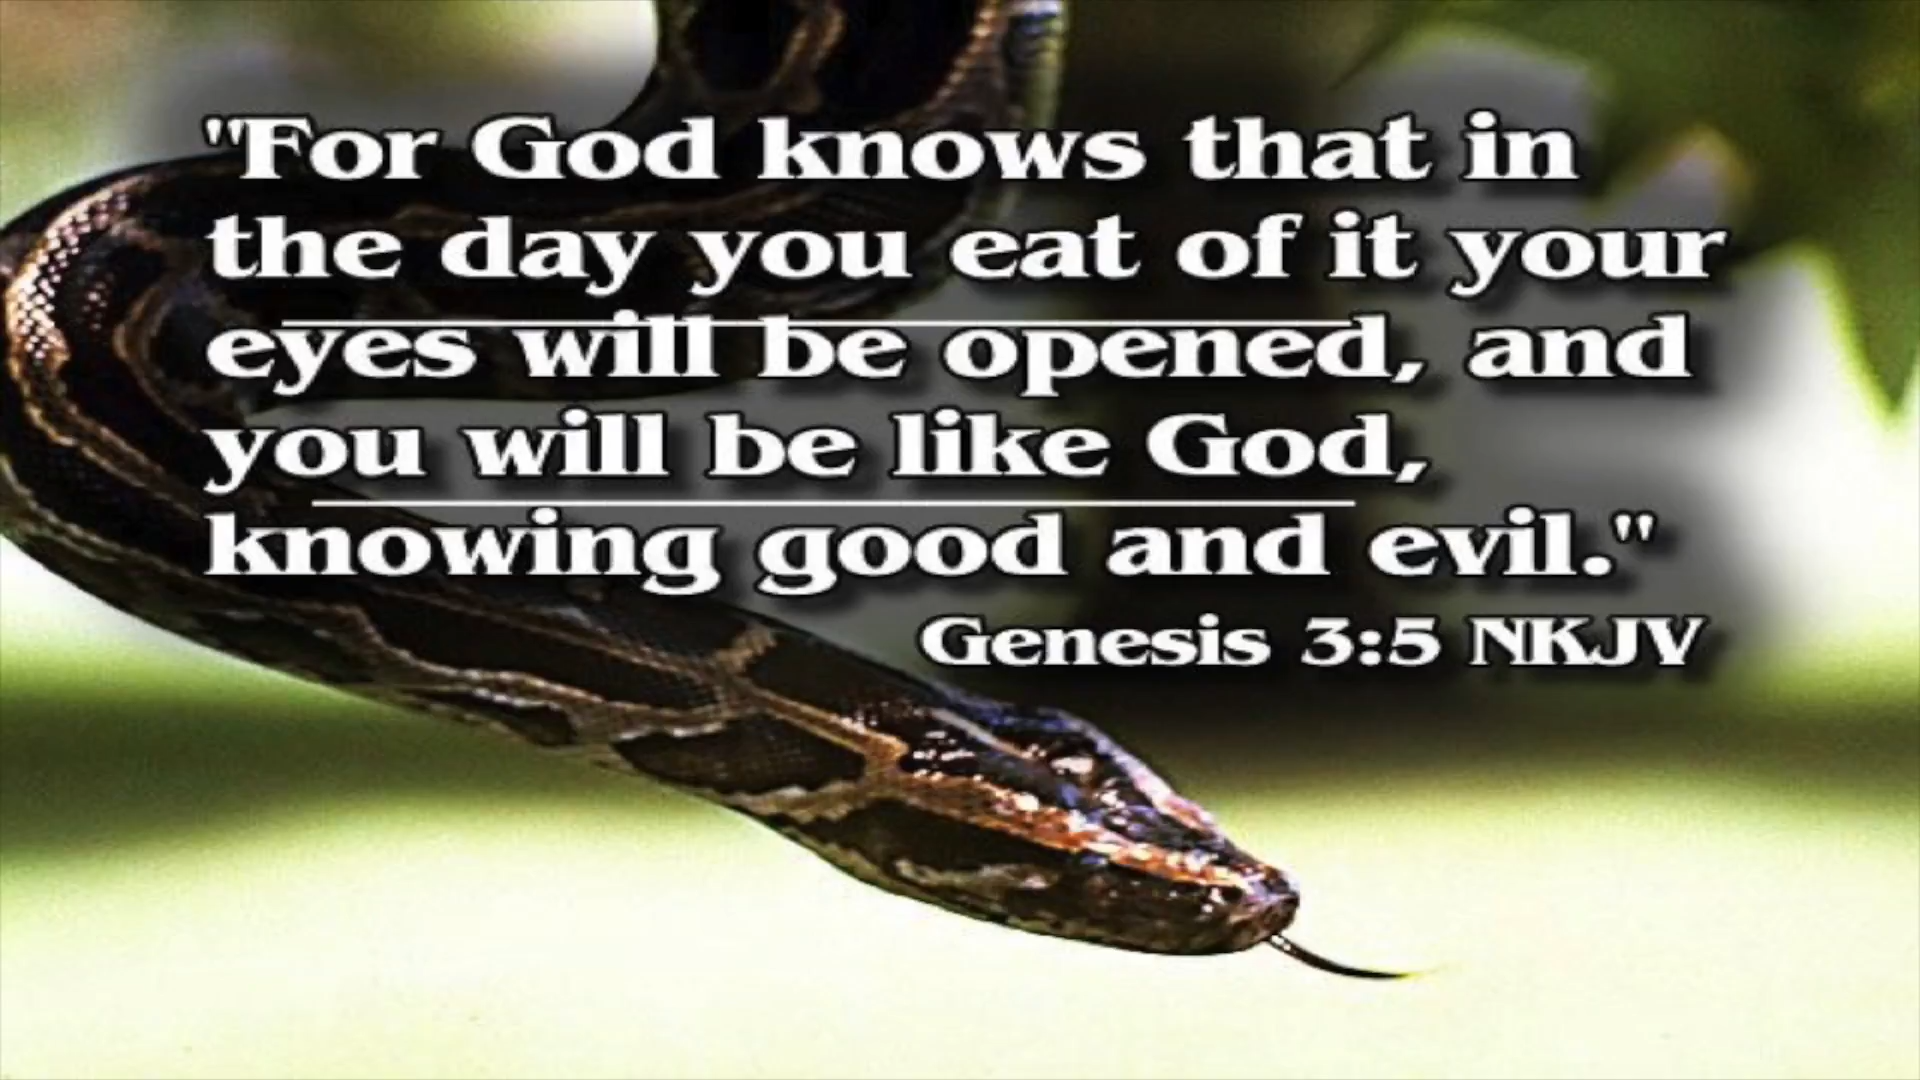 "For God knows that in
the day you eat of it your
eyes will be opened, and
you will be like God,
knowing good and evil."
Genesis 3:5 NKJV